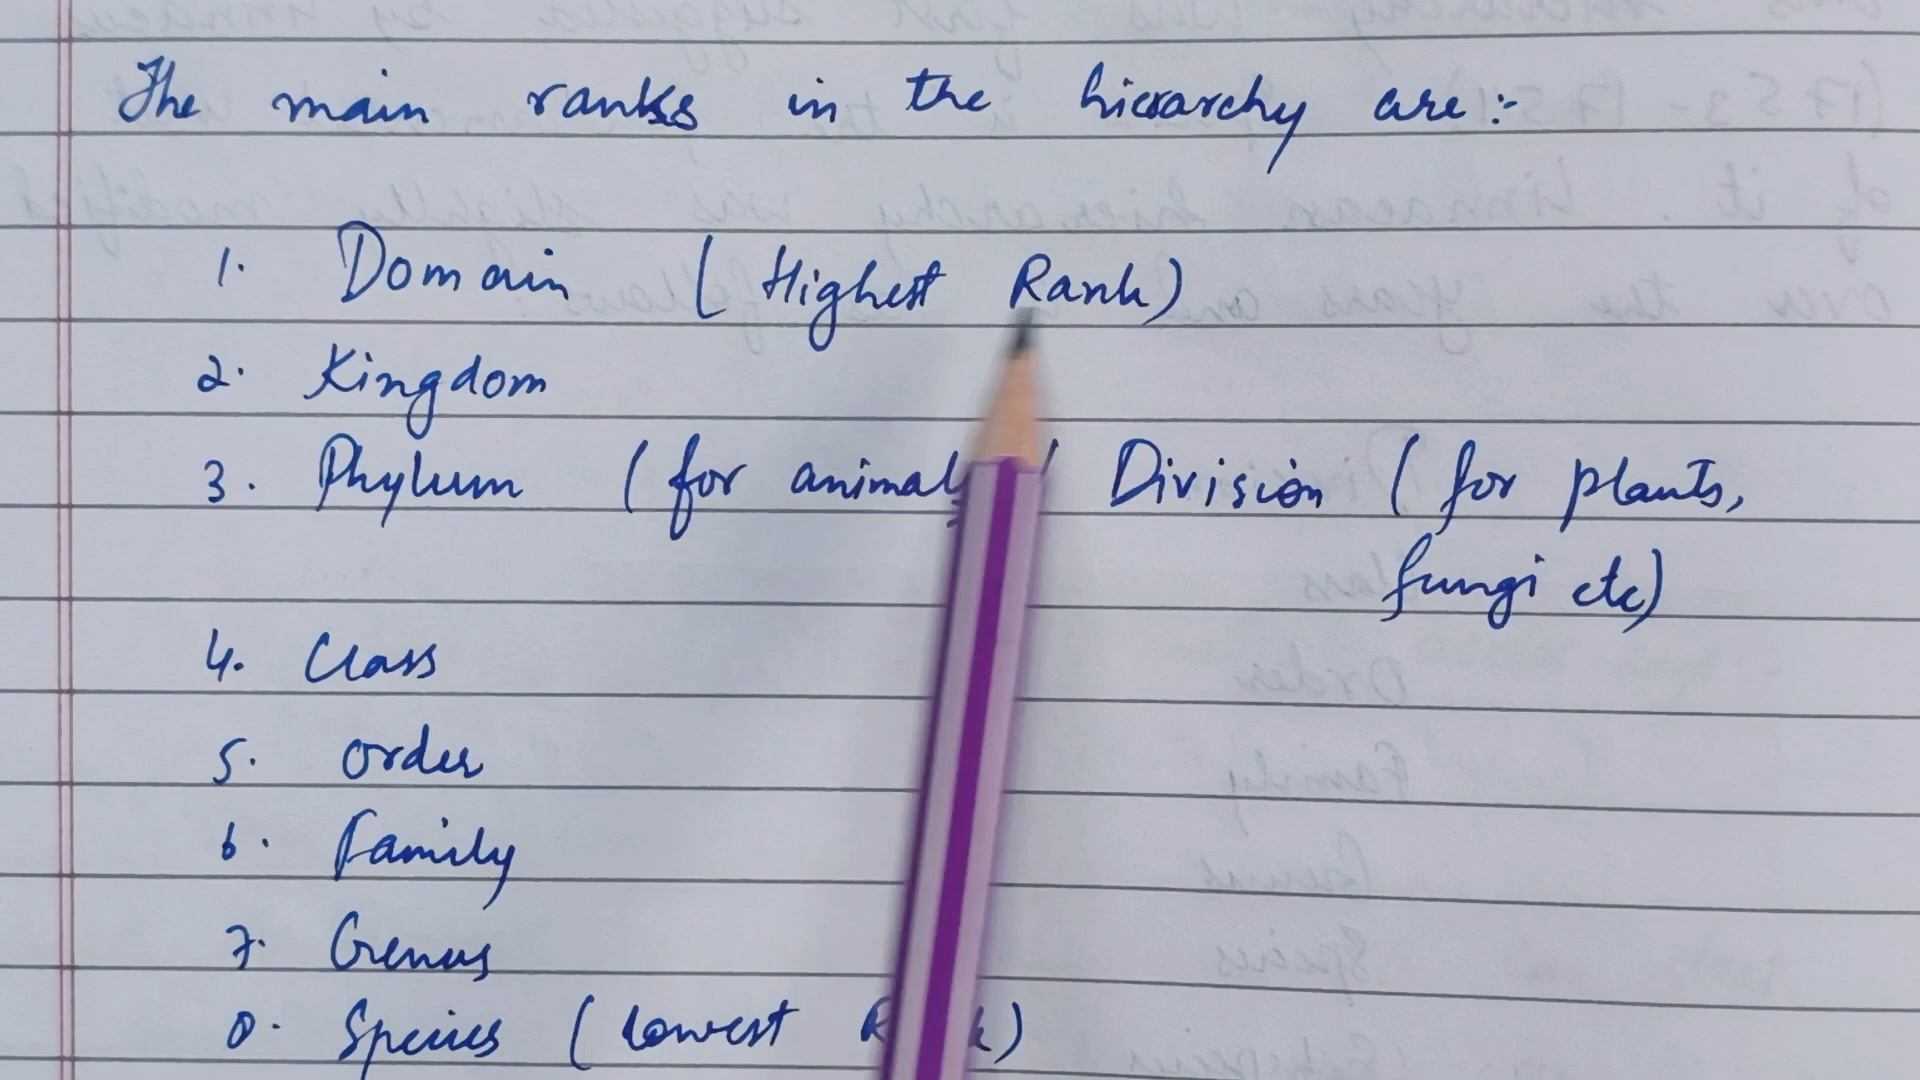 The main ranks in the hierarchy are :-
1. Domain ( Highest Rank)
2. Kingdom
3. Phylum (for animals Division ( for plants,
fungi etc)
4. Class
5. order
6. Family
7. Genus
8. Species ( lowest